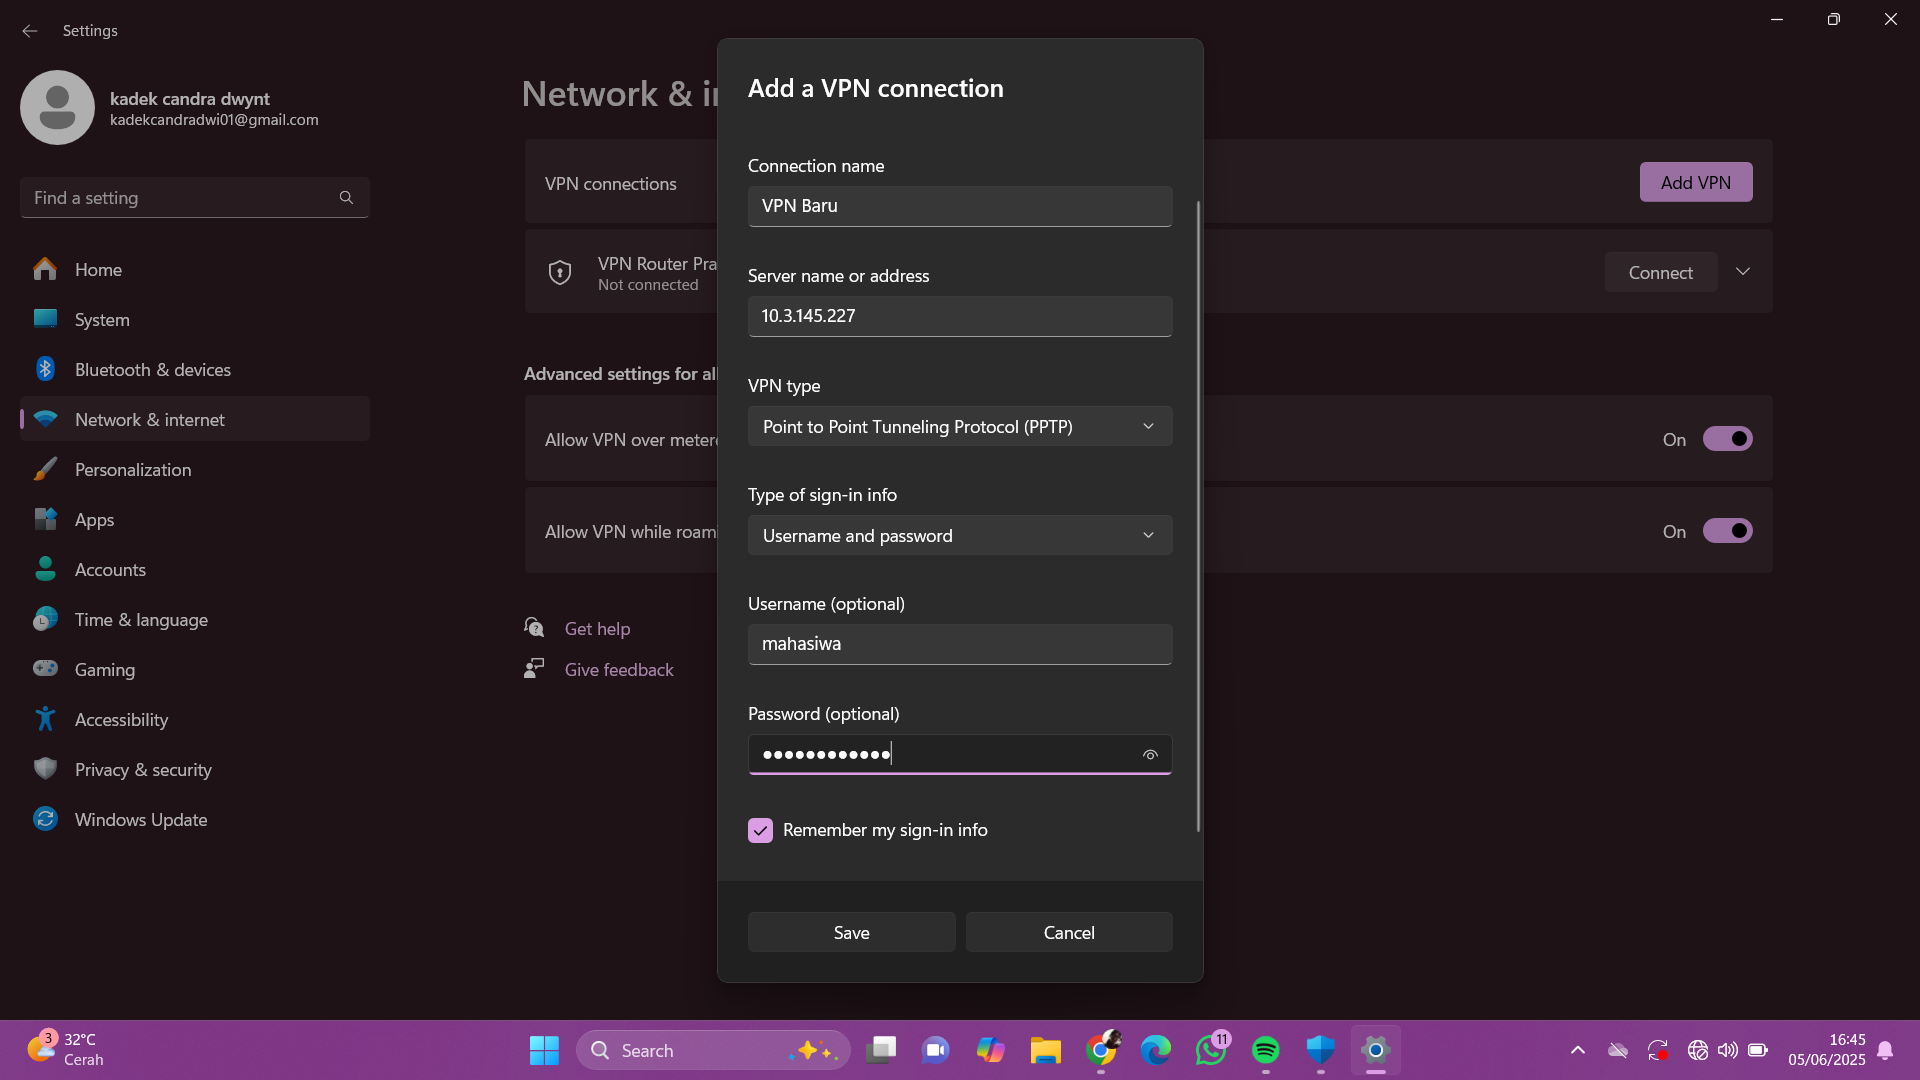 Settings
kadek candra dwynt
kadekcandradwi01@gmail.com
Find a setting
Home
System
Bluetooth & devices
Network & internet
Personalization
Apps
Accounts
Time & language
Gaming
Accessibility
Privacy & security
Windows Update
Network & in
VPN connections
Add VPN
VPN Router Pra
Not connected
Connect
Advanced settings for all
Allow VPN over metere
On
Allow VPN while roami
On
Get help
Give feedback
Add a VPN connection
Connection name
VPN Baru
Server name or address
10.3.145.227
VPN type
Point to Point Tunneling Protocol (PPTP)
Type of sign-in info
Username and password
Username (optional)
mahasiwa
Password (optional)
●●●●●●●●●●●●
Remember my sign-in info
Save
Cancel
3
32°C
Cerah
Search
11
16:45
05/06/2025